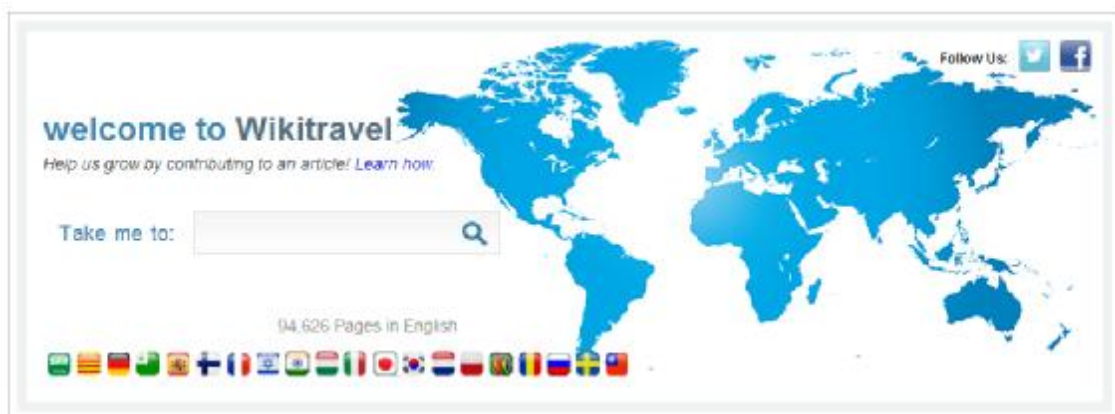 Follow Us:
welcome to Wikitravel
Help us grow by contributing to an article! Learn how.
Take me to:
94,626 Pages in English